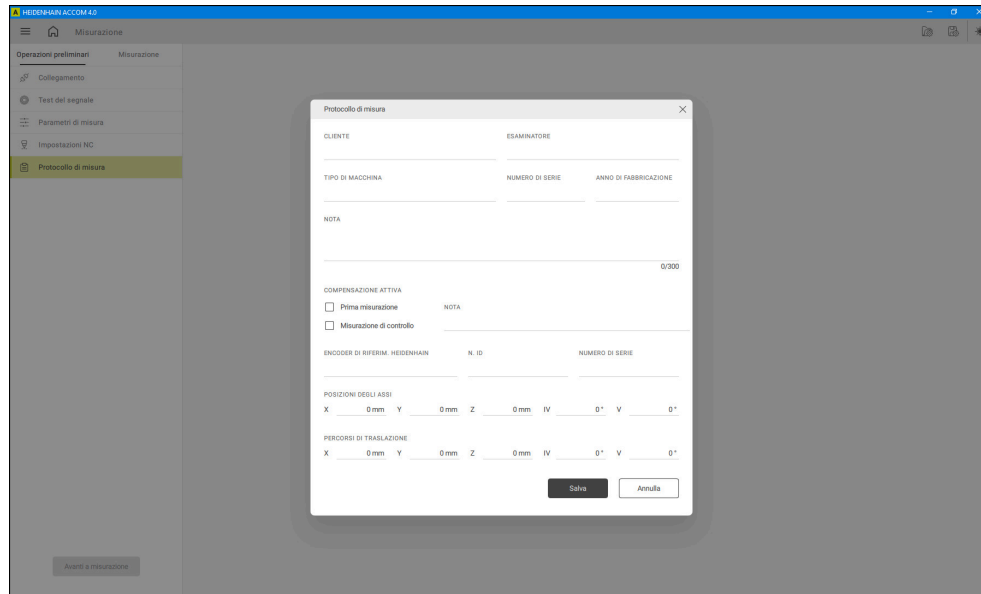 HEIDENHAIN ACCOM 4.0
Misurazione
Operazioni preliminari Misurazione
Collegamento
Test del segnale
Parametri di misura
Impostazioni NC
Protocollo di misura
Avanti a misurazione
Protocollo di misura
CLIENTE ESAMINATORE
TIPO DI MACCHINA NUMERO DI SERIE ANNO DI FABBRICAZIONE
NOTA
0/300
COMPENSAZIONE ATTIVA
Prima misurazione NOTA
Misurazione di controllo
ENCODER DI RIFERIM. HEIDENHAIN N. ID NUMERO DI SERIE
POSIZIONI DEGLI ASSI
X 0 mm Y 0 mm Z 0 mm IV 0 ° V 0 °
PERCORSI DI TRASLAZIONE
X 0 mm Y 0 mm Z 0 mm IV 0 ° V 0 °
Salva Annulla